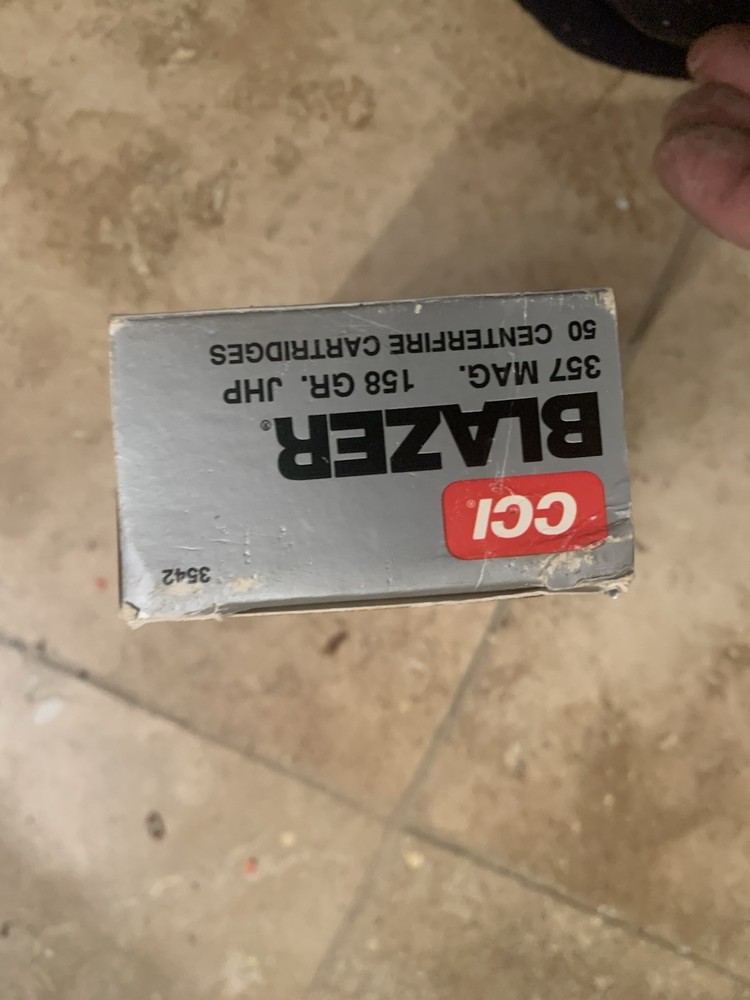 3542
CCI®
BLAZER®
357 MAG. 158 GR. JHP
50 CENTERFIRE CARTRIDGES